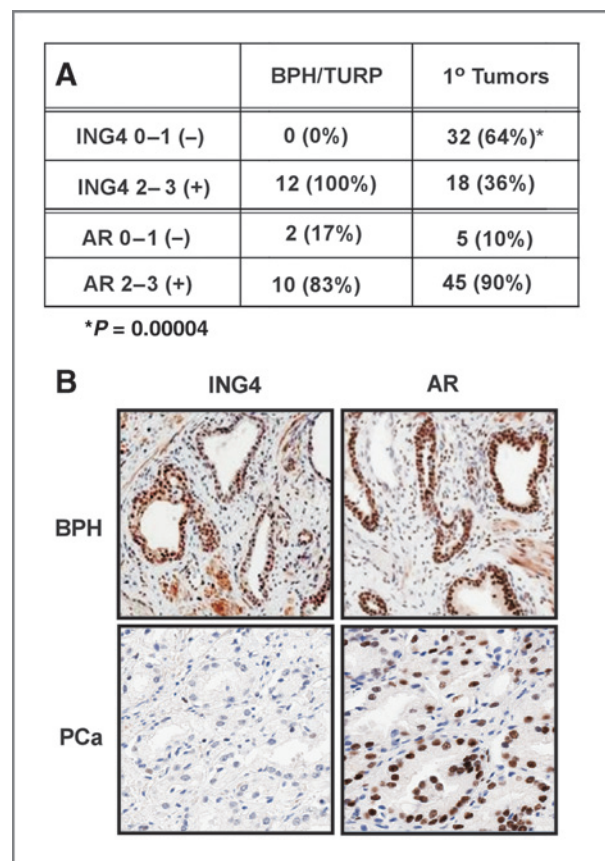 A BPH/TURP 1º Tumors
ING4 0–1 (–) 0 (0%) 32 (64%)*
ING4 2–3 (+) 12 (100%) 18 (36%)
AR 0–1 (–) 2 (17%) 5 (10%)
AR 2–3 (+) 10 (83%) 45 (90%)
*P = 0.00004
B ING4 AR
BPH
PCa